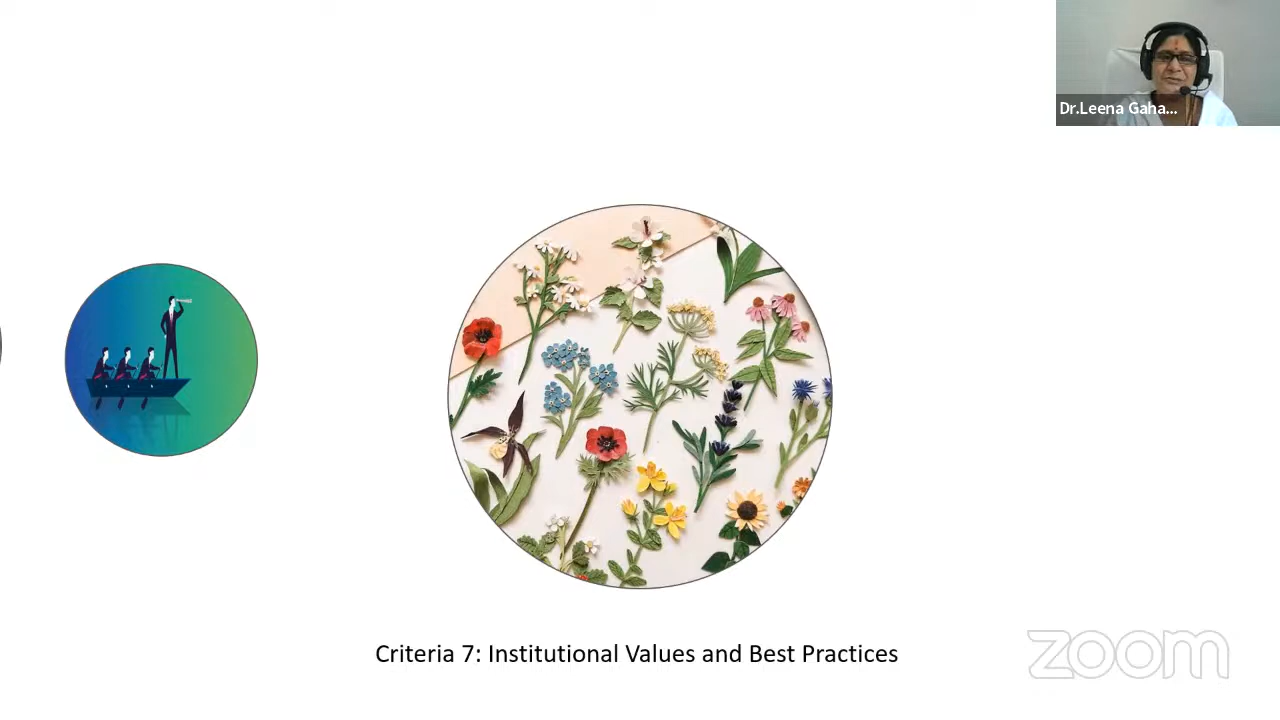 Dr.Leena Gaha...
Criteria 7: Institutional Values and Best Practices
zoom